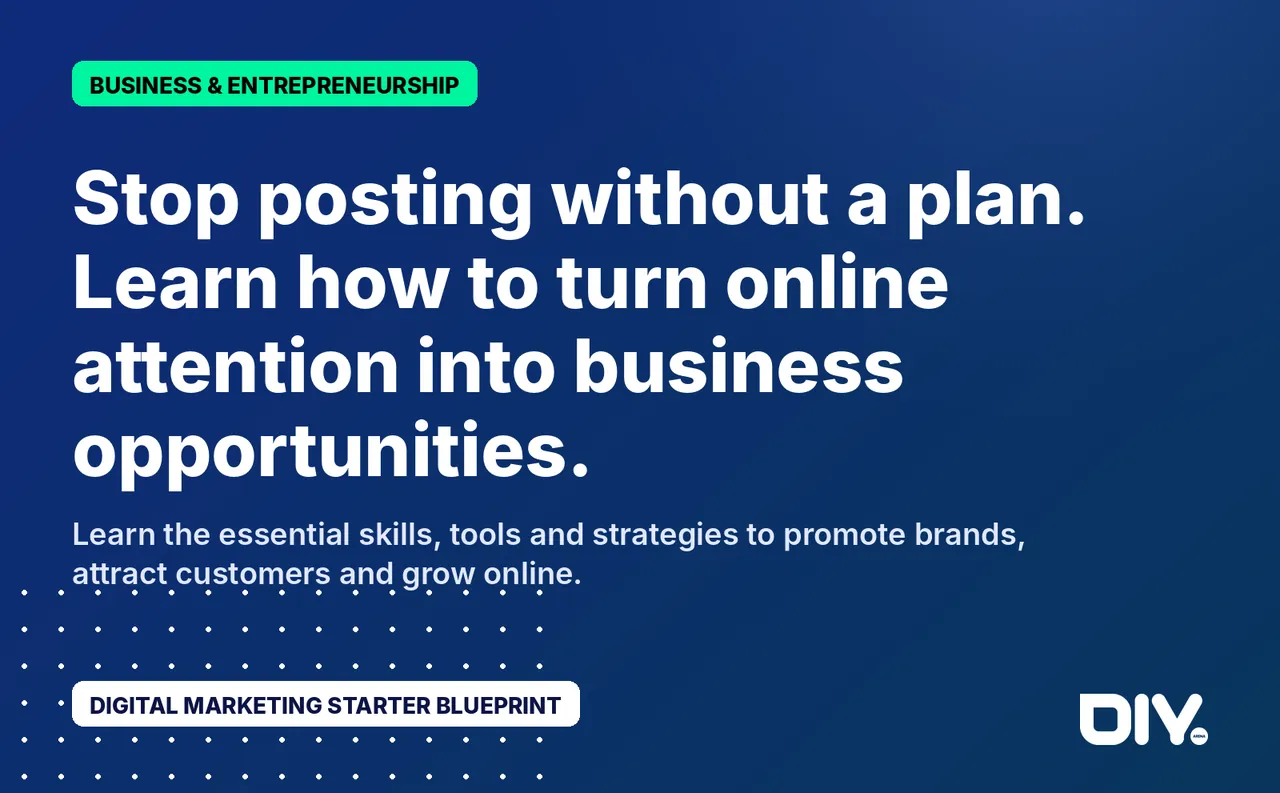 BUSINESS & ENTREPRENEURSHIP
Stop posting without a plan.
Learn how to turn online
attention into business
opportunities.
Learn the essential skills, tools and strategies to promote brands,
attract customers and grow online.
DIGITAL MARKETING STARTER BLUEPRINT
DIY.
ARENA